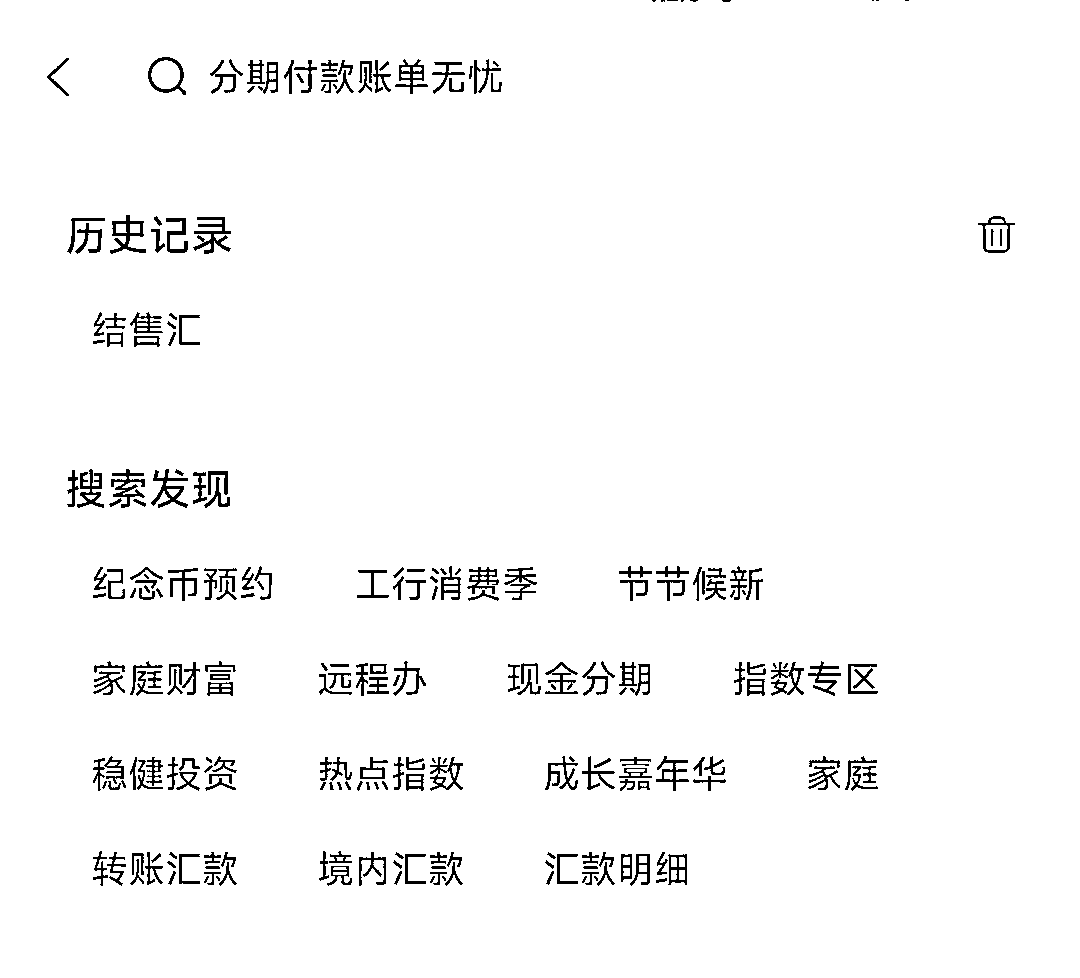 分期付款账单无忧
历史记录
结售汇
搜索发现
纪念币预约 工行消费季 节节候新
家庭财富 远程办 现金分期 指数专区
稳健投资 热点指数 成长嘉年华 家庭
转账汇款 境内汇款 汇款明细